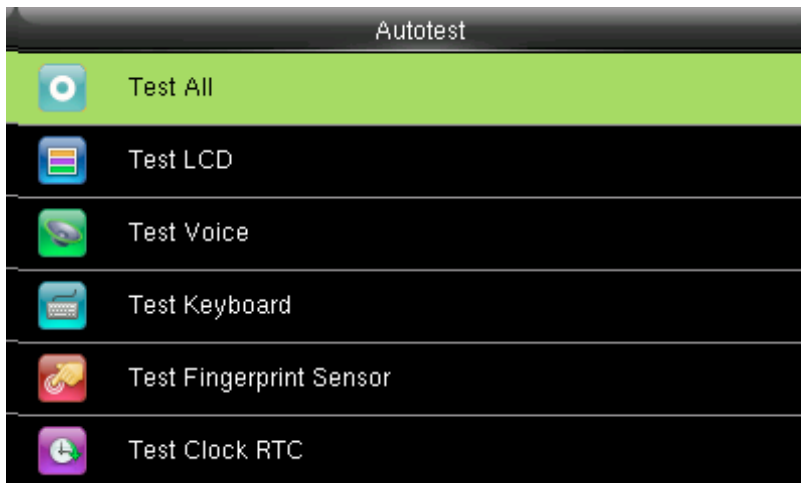 Autotest
Test All
Test LCD
Test Voice
Test Keyboard
Test Fingerprint Sensor
Test Clock RTC